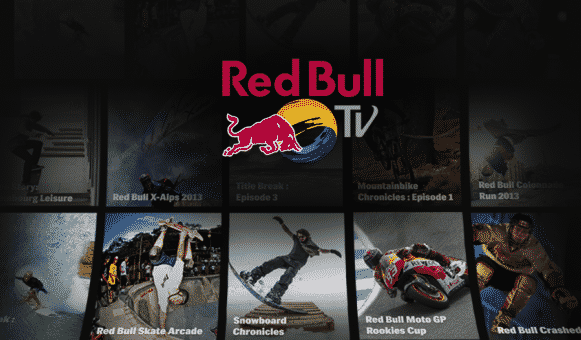 Red Bull
TV
Red Bull X-Alps 2013
Title Break :
Episode 3
Mountainbike
Chronicles : Episode 1
Red Bull
Run 2013
Red Bull Skate Arcade
Snowboard
Chronicles
Red Bull Moto GP
Rookies Cup
Red Bull Crashed